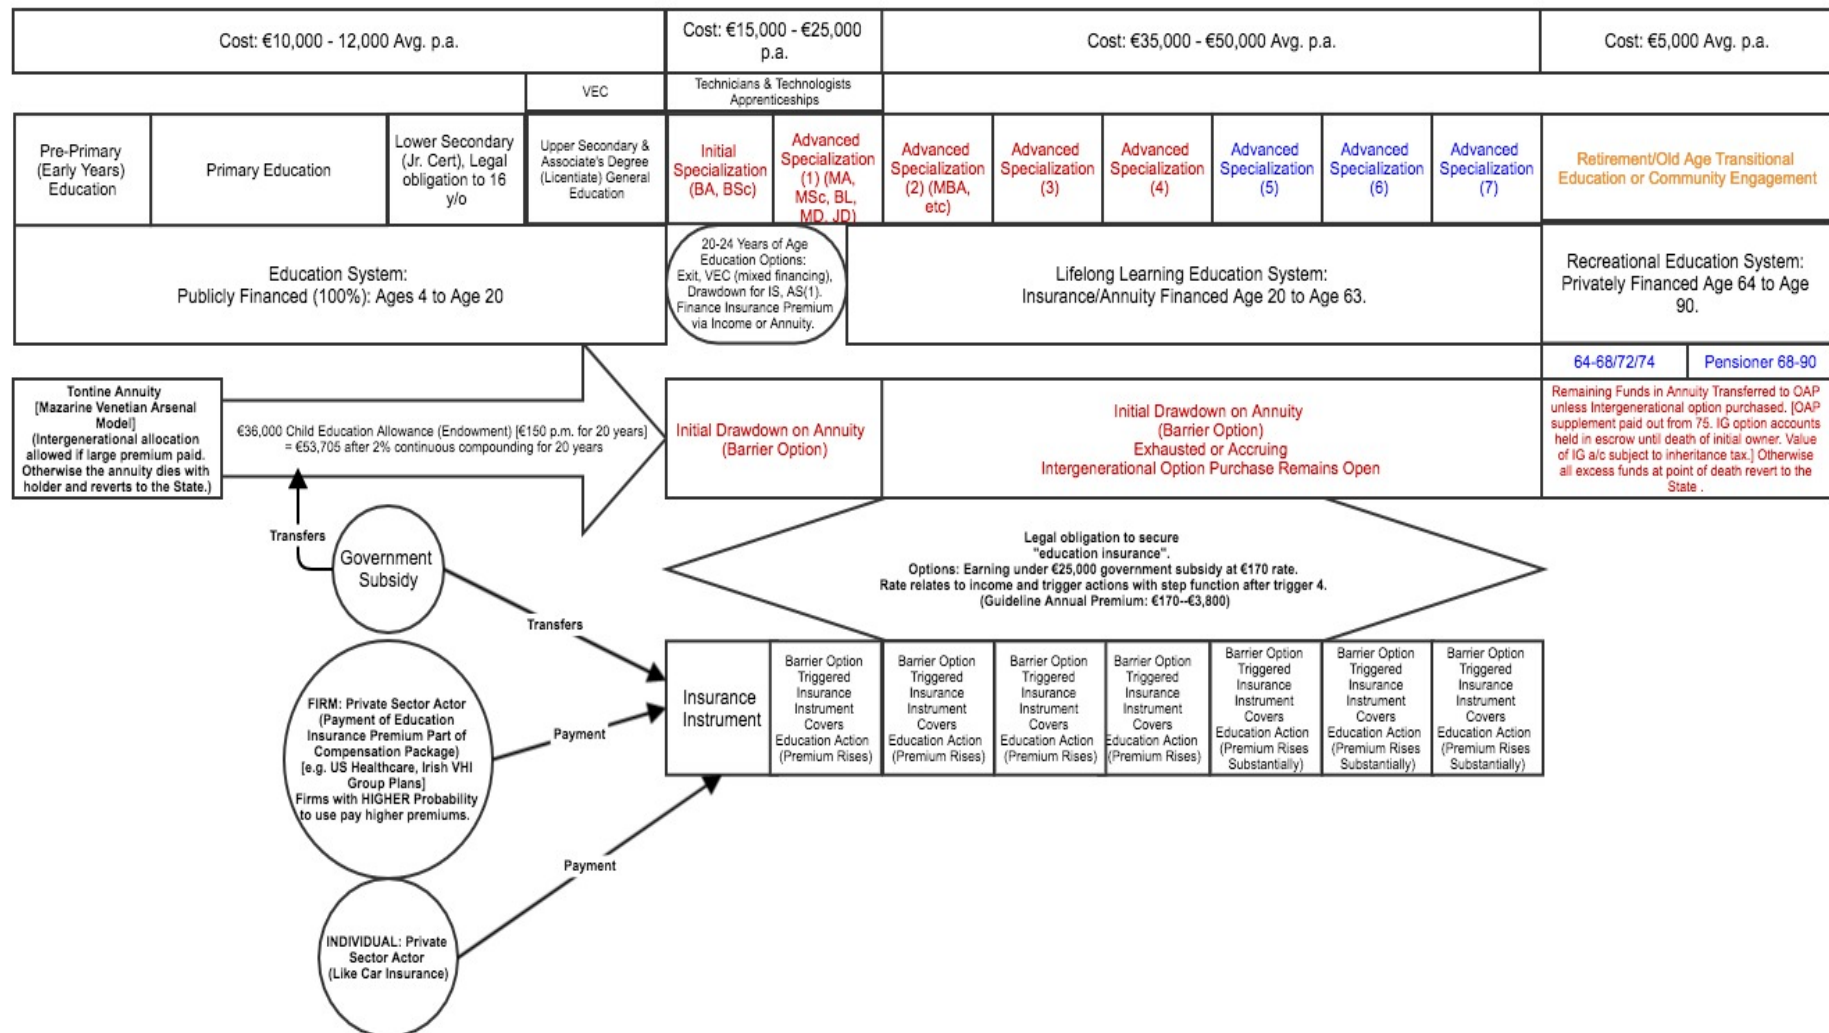 Cost: €10,000 - 12,000 Avg. p.a.
Cost: €15,000 - €25,000
p.a.
Cost: €35,000 - €50,000 Avg. p.a.
Cost: €5,000 Avg. p.a.
VEC
Technicians & Technologists
Apprenticeships
Pre-Primary
(Early Years)
Education
Primary Education
Lower Secondary
(Jr. Cert), Legal
obligation to 16
y/o
Upper Secondary &
Associate's Degree
(Licentiate) General
Education
Initial
Specialization
(BA, BSc)
Advanced
Specialization
(1) (MA,
MSc, BL,
MD, JD)
Advanced
Specialization
(2) (MBA,
etc)
Advanced
Specialization
(3)
Advanced
Specialization
(4)
Advanced
Specialization
(5)
Advanced
Specialization
(6)
Advanced
Specialization
(7)
Retirement/Old Age Transitional
Education or Community Engagement
Education System:
Publicly Financed (100%): Ages 4 to Age 20
20-24 Years of Age
Education Options:
Exit, VEC (mixed financing),
Drawdown for IS, AS(1).
Finance Insurance Premium
via Income or Annuity.
Lifelong Learning Education System:
Insurance/Annuity Financed Age 20 to Age 63.
Recreational Education System:
Privately Financed Age 64 to Age
90.
64-68/72/74
Pensioner 68-90
Tontine Annuity
[Mazarine Venetian Arsenal
Model]
(Intergenerational allocation
allowed if large premium paid.
Otherwise the annuity dies with
holder and reverts to the State.)
€36,000 Child Education Allowance (Endowment) [€150 p.m. for 20 years]
= €53,705 after 2% continuous compounding for 20 years
Initial Drawdown on Annuity
(Barrier Option)
Initial Drawdown on Annuity
(Barrier Option)
Exhausted or Accruing
Intergenerational Option Purchase Remains Open
Remaining Funds in Annuity Transferred to OAP
unless Intergenerational option purchased. [OAP
supplement paid out from 75. IG option accounts
held in escrow until death of initial owner. Value
of IG a/c subject to inheritance tax.] Otherwise
all excess funds at point of death revert to the
State .
Transfers
Government
Subsidy
Transfers
Legal obligation to secure
"education insurance".
Options: Earning under €25,000 government subsidy at €170 rate.
Rate relates to income and trigger actions with step function after trigger 4.
(Guideline Annual Premium: €170--€3,800)
FIRM: Private Sector Actor
(Payment of Education
Insurance Premium Part of
Compensation Package)
[e.g. US Healthcare, Irish VHI
Group Plans]
Firms with HIGHER Probability
to use pay higher premiums.
Payment
Insurance
Instrument
Barrier Option
Triggered
Insurance
Instrument
Covers
Education Action
(Premium Rises)
Barrier Option
Triggered
Insurance
Instrument
Covers
Education Action
(Premium Rises)
Barrier Option
Triggered
Insurance
Instrument
Covers
Education Action
(Premium Rises)
Barrier Option
Triggered
Insurance
Instrument
Covers
Education Action
(Premium Rises)
Barrier Option
Triggered
Insurance
Instrument
Covers
Education Action
(Premium Rises
Substantially)
Barrier Option
Triggered
Insurance
Instrument
Covers
Education Action
(Premium Rises
Substantially)
Barrier Option
Triggered
Insurance
Instrument
Covers
Education Action
(Premium Rises
Substantially)
Payment
INDIVIDUAL: Private
Sector Actor
(Like Car Insurance)